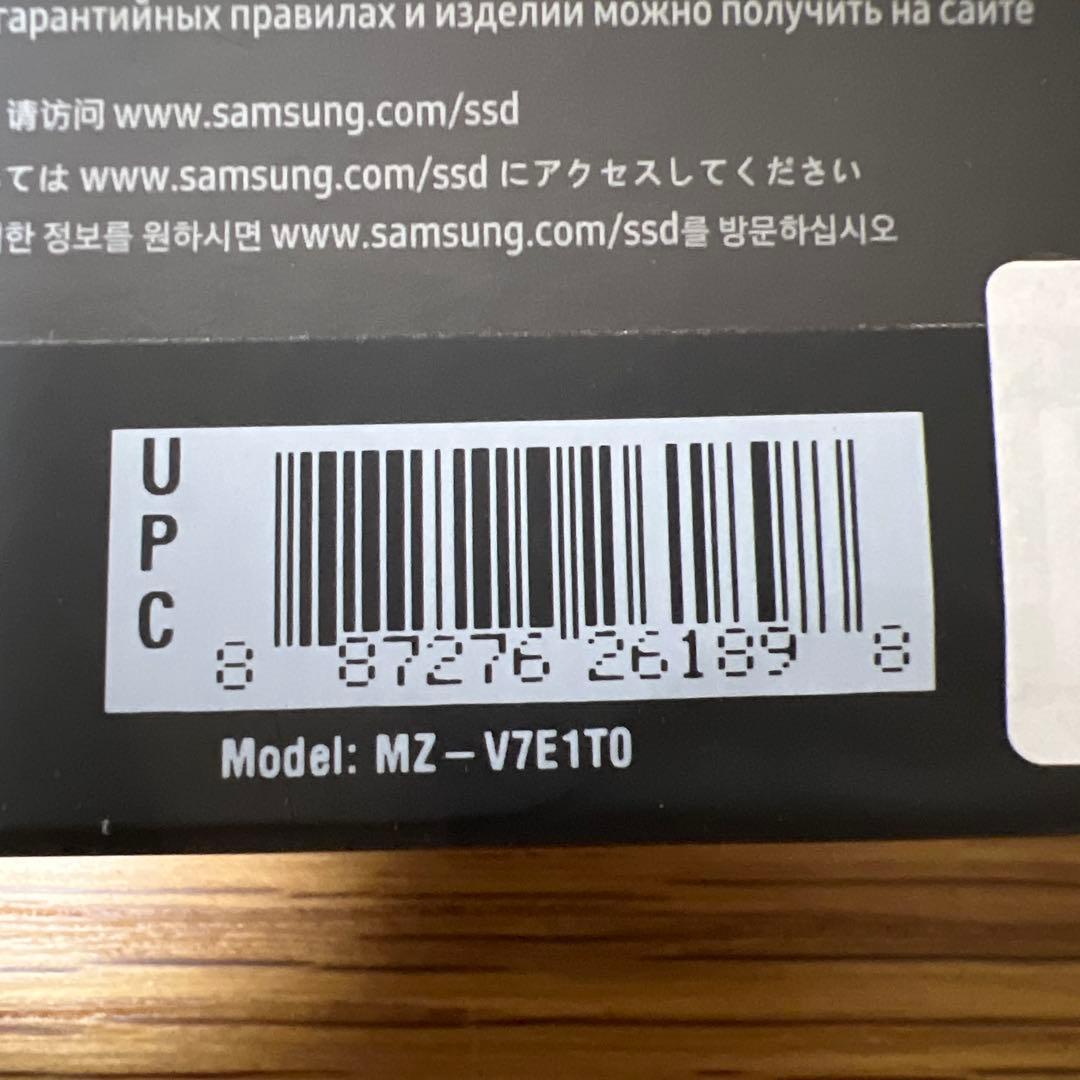 гарантийных правилах и изделии можно получить на сайте
请访问 www.samsung.com/ssd
ては www.samsung.com/ssd にアクセスしてください
한 정보를 원하시면 www.samsung.com/ssd를 방문하십시오
UPC
8 87276 26189 8
Model: MZ-V7E1T0